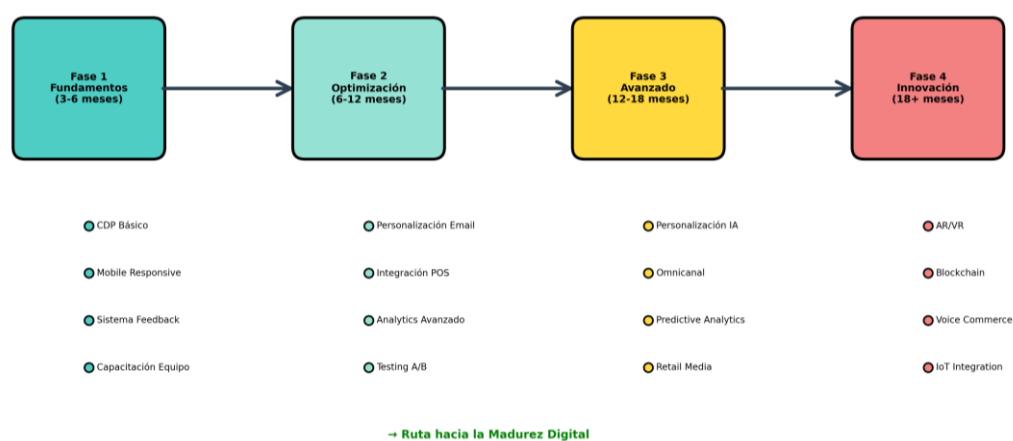 Fase 1
Fundamentos
(3-6 meses)
Fase 2
Optimización
(6-12 meses)
Fase 3
Avanzado
(12-18 meses)
Fase 4
Innovación
(18+ meses)
CDP Básico
Mobile Responsive
Sistema Feedback
Capacitación Equipo
Personalización Email
Integración POS
Analytics Avanzado
Testing A/B
Personalización IA
Omnicanal
Predictive Analytics
Retail Media
AR/VR
Blockchain
Voice Commerce
IoT Integration
→ Ruta hacia la Madurez Digital